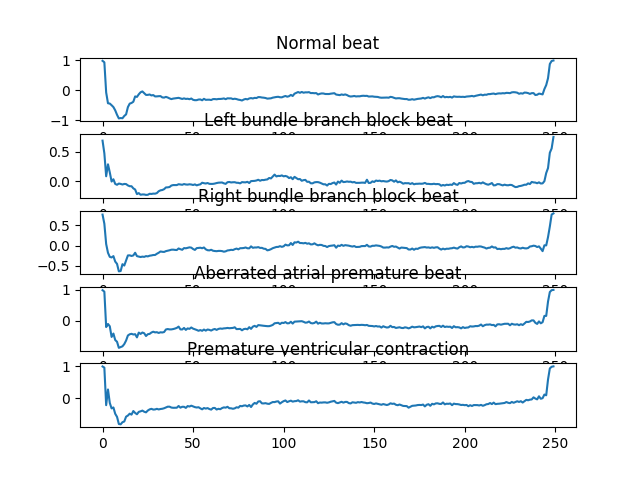 Normal beat
1
0
−1
Left bundle branch block beat
0.5
0.0
Right bundle branch block beat
0.5
0.0
−0.5
Aberrated atrial premature beat
1
0
Premature ventricular contraction
1
0
0 50 100 150 200 250